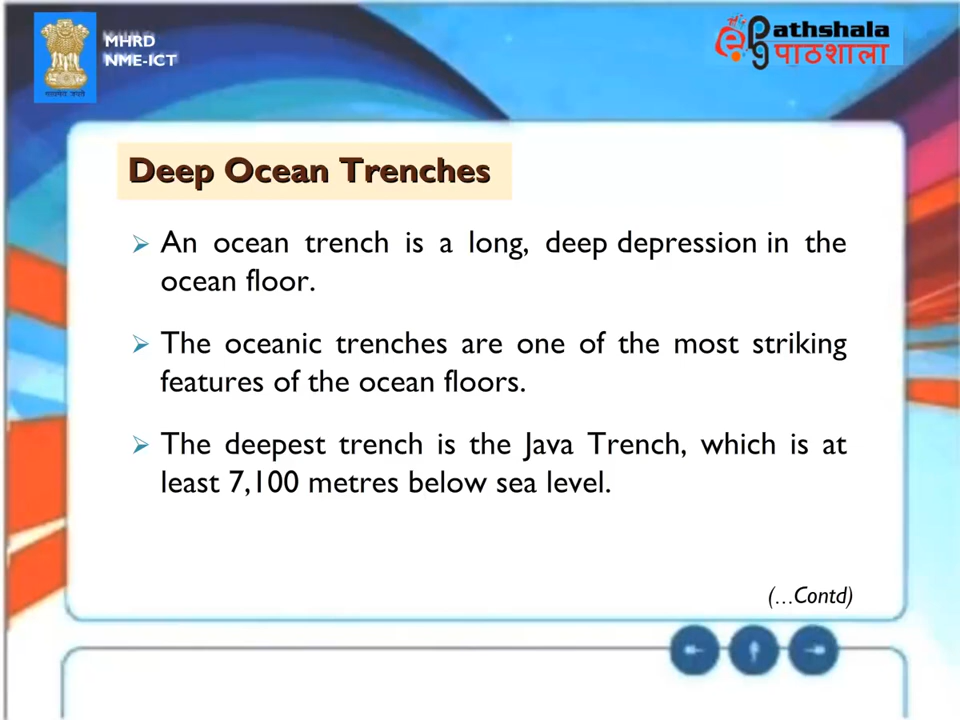 MHRD
NME-ICT
epg Pathshala
पाठशाला
Deep Ocean Trenches
An ocean trench is a long, deep depression in the
ocean floor.
The oceanic trenches are one of the most striking
features of the ocean floors.
The deepest trench is the Java Trench, which is at
least 7,100 metres below sea level.
(...Contd)